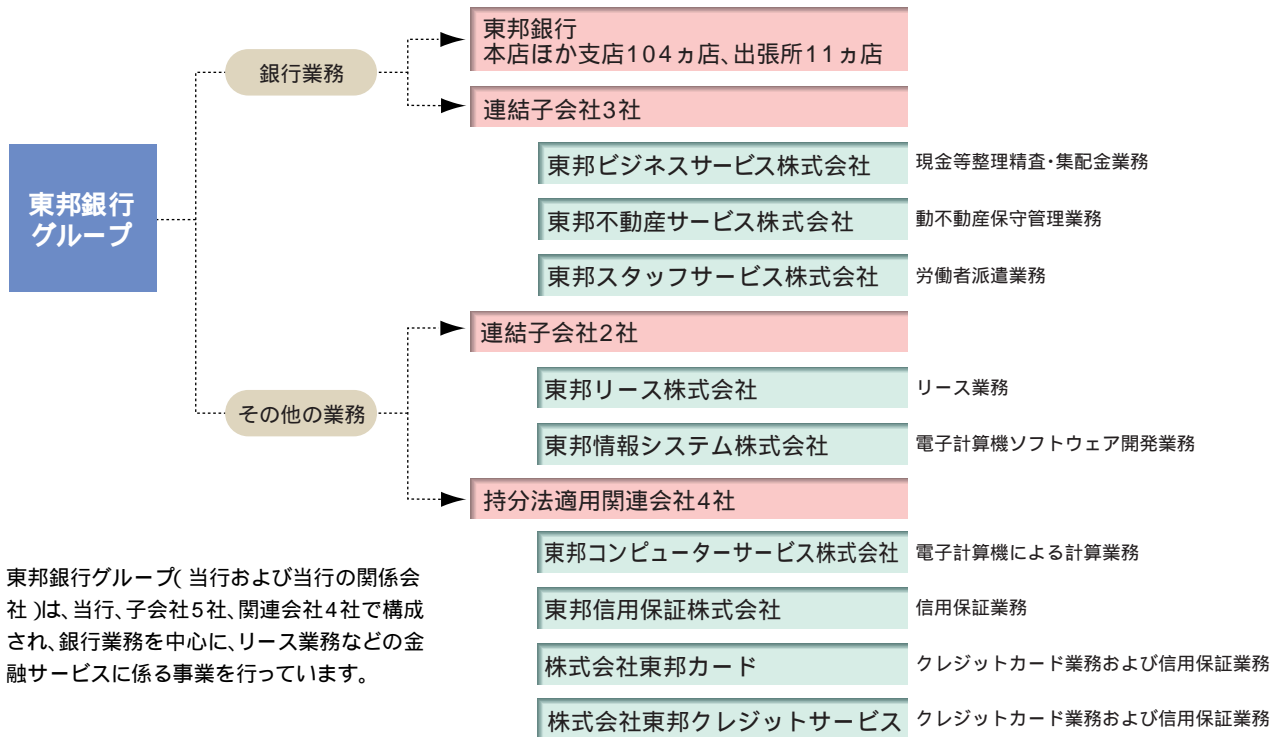 東邦銀行
グループ
銀行業務
東邦銀行
本店ほか支店104ヵ店、出張所11ヵ店
連結子会社3社
東邦ビジネスサービス株式会社 現金等整理精査・集配金業務
東邦不動産サービス株式会社 動不動産保守管理業務
東邦スタッフサービス株式会社 労働者派遣業務
その他の業務
連結子会社2社
東邦リース株式会社 リース業務
東邦情報システム株式会社 電子計算機ソフトウェア開発業務
持分法適用関連会社4社
東邦コンピューターサービス株式会社 電子計算機による計算業務
東邦信用保証株式会社 信用保証業務
株式会社東邦カード クレジットカード業務および信用保証業務
株式会社東邦クレジットサービス クレジットカード業務および信用保証業務
東邦銀行グループ(当行および当行の関係会
社)は、当行、子会社5社、関連会社4社で構成
され、銀行業務を中心に、リース業務などの金
融サービスに係る事業を行っています。